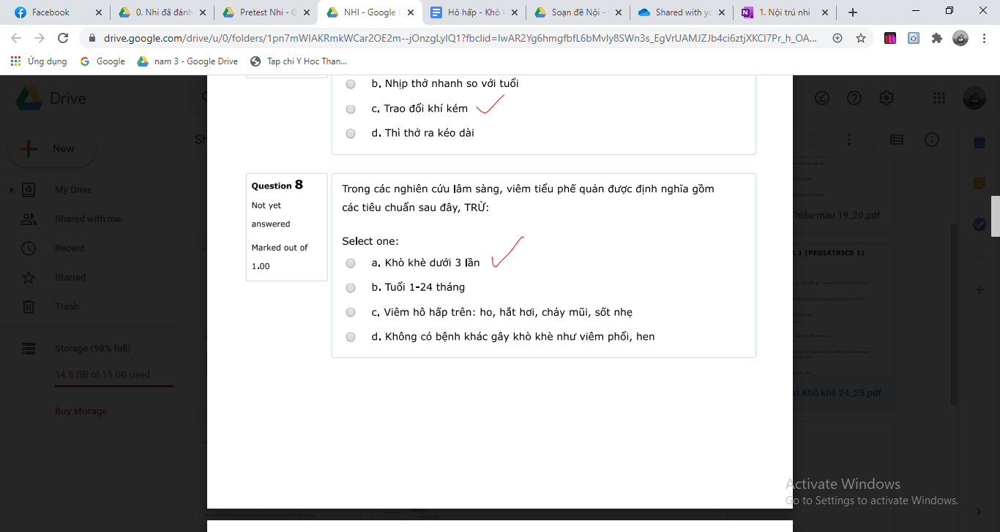 Facebook
0. Nhi đã đánh
Pretest Nhi - G
NHI - Google D
Hô hấp - Khò k
Soạn đề Nội -
Shared with yo
1. Nội trú nhi
drive.google.com/drive/u/0/folders/1pn7mWIAKRmkWCar2OE2m--jOnzgLyIQ1?fbclid=IwAR2Yg6hmgfbfL6bMvIy8SWn3s_EgVrUAMJZJb4ci6ztjXKCl7Pr_h_OA...
Ứng dụng
Google
nam 3 - Google Drive
Tạp chí Y Học Than...
Drive
New
My Drive
Shared with me
Recent
Starred
Trash
Storage (98% full)
14.8 GB of 15 GB used
Buy storage
b. Nhịp thở nhanh so với tuổi
c. Trao đổi khí kém
d. Thì thở ra kéo dài
Question 8
Not yet
answered
Marked out of
1.00
Trong các nghiên cứu lâm sàng, viêm tiểu phế quản được định nghĩa gồm
các tiêu chuẩn sau đây, TRỪ:
Select one:
a. Khò khè dưới 3 lần
b. Tuổi 1-24 tháng
c. Viêm hô hấp trên: ho, hắt hơi, chảy mũi, sốt nhẹ
d. Không có bệnh khác gây khò khè như viêm phổi, hen
Thiếu-máu 19_20.pdf
1 (PEDIATRICS 1)
st Khò khè 24_25.pdf
Activate Windows
Go to Settings to activate Windows.